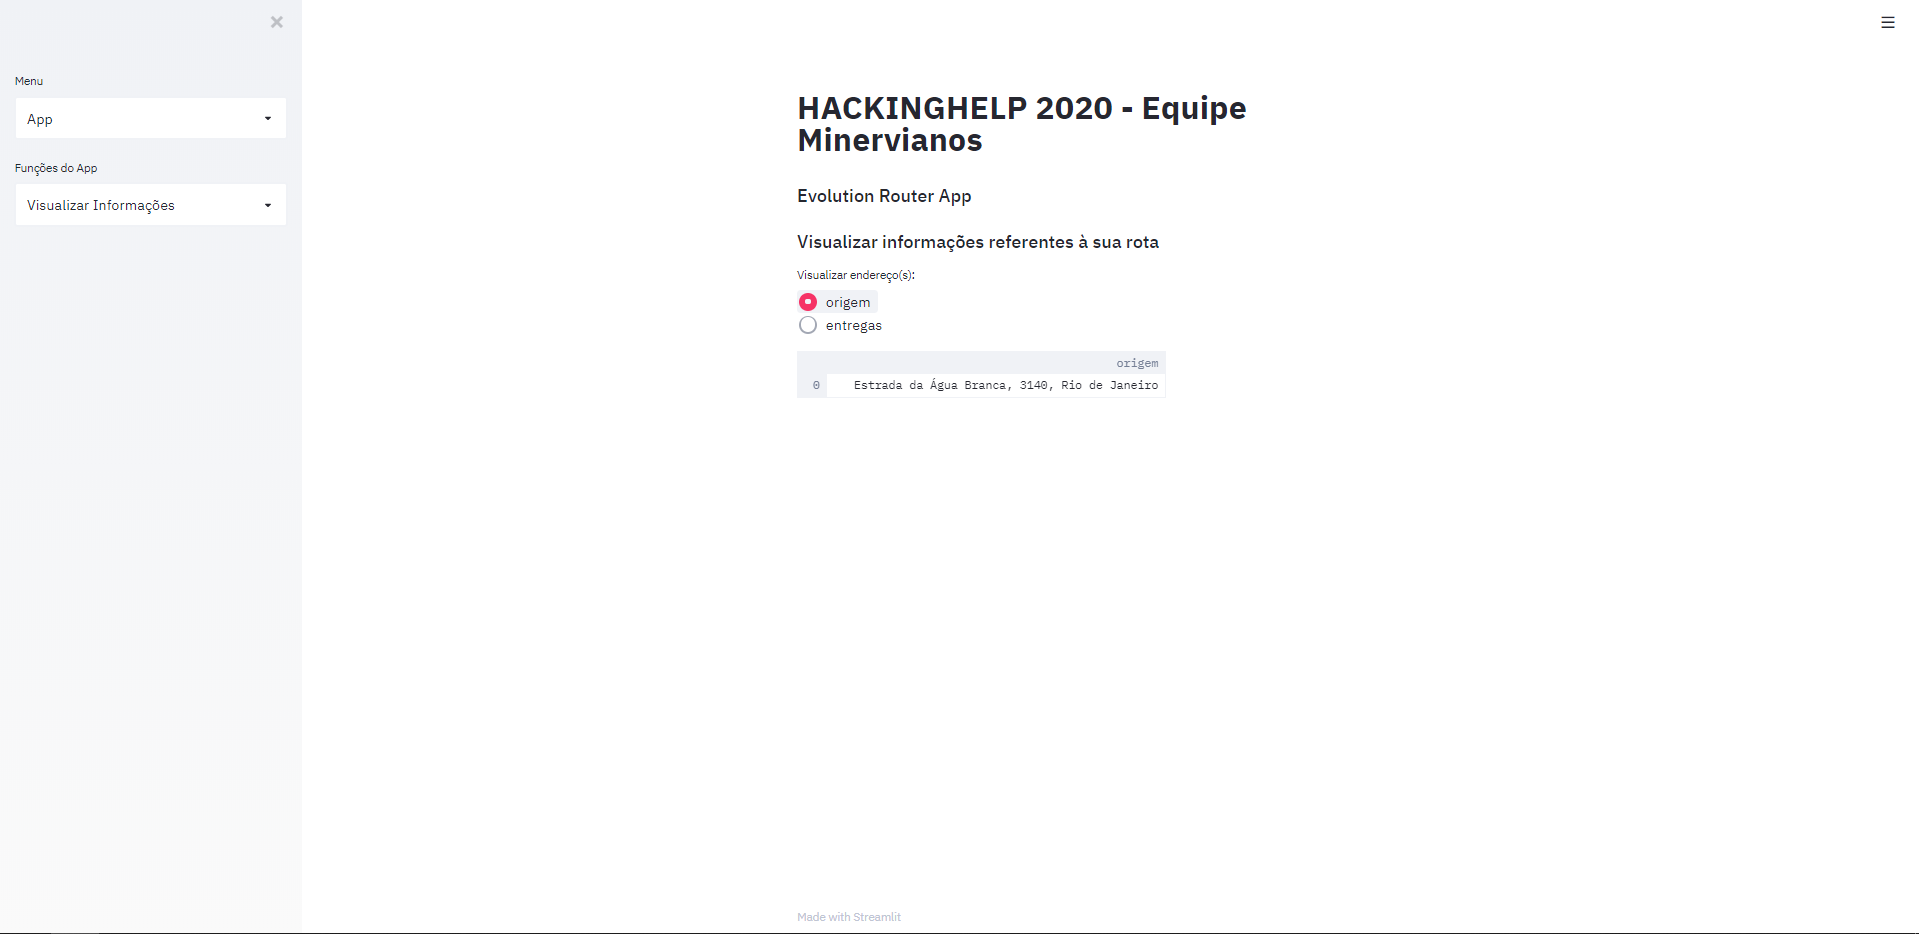 Menu
App
Funções do App
Visualizar Informações
HACKINGHELP 2020 - Equipe
Minervianos
Evolution Router App
Visualizar informações referentes à sua rota
Visualizar endereço(s):
origem
entregas
origem
0 Estrada da Água Branca, 3140, Rio de Janeiro
Made with Streamlit